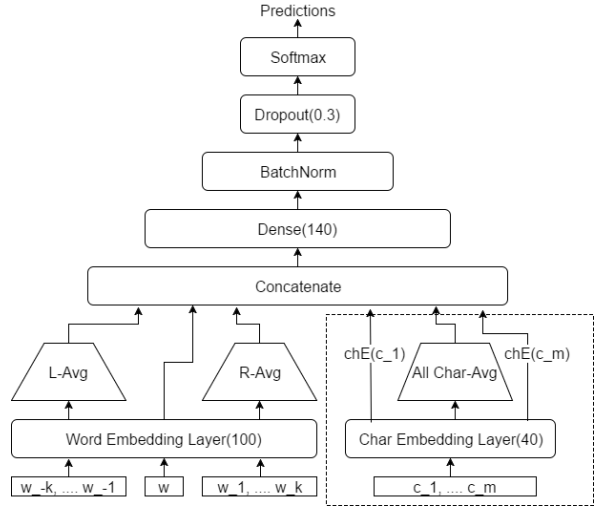 Predictions
Softmax
Dropout(0.3)
BatchNorm
Dense(140)
Concatenate
chE(c_1) chE(c_m)
L-Avg R-Avg All Char-Avg
Word Embedding Layer(100) Char Embedding Layer(40)
w_-k, .... w_-1 w w_1, .... w_k c_1, .... c_m